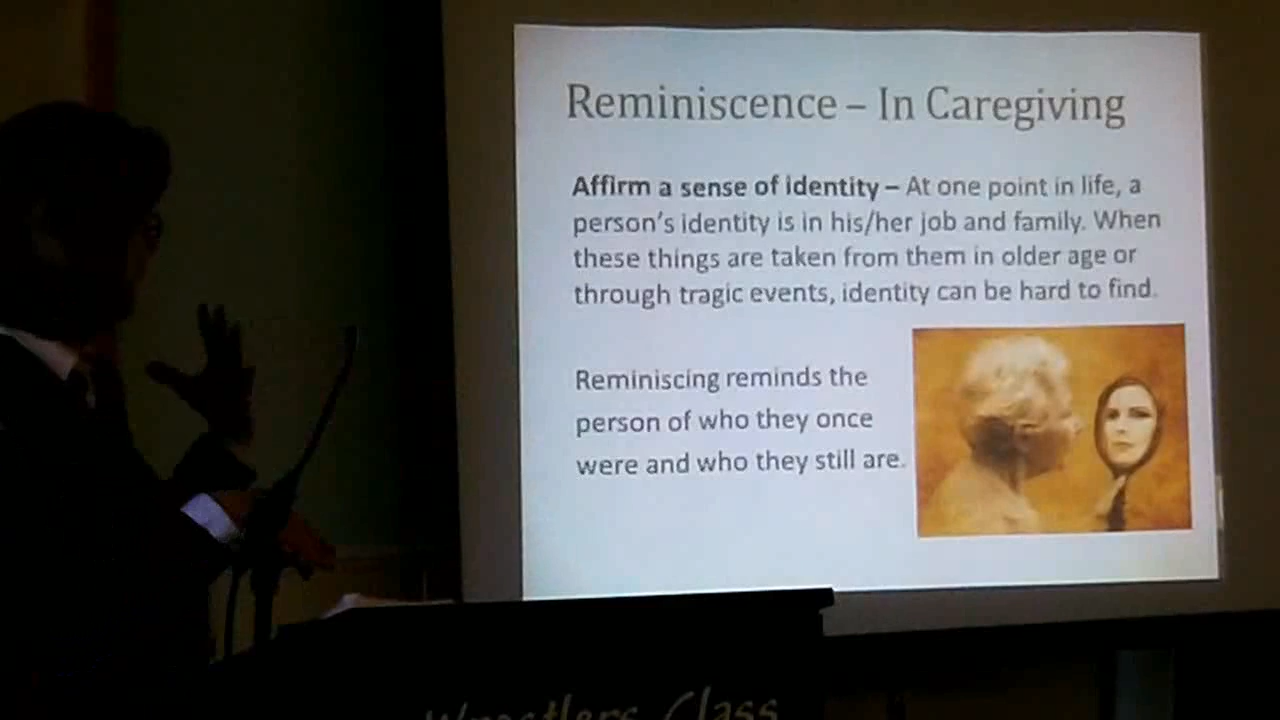 Reminiscence – In Caregiving
Affirm a sense of identity – At one point in life, a
person's identity is in his/her job and family. When
these things are taken from them in older age or
through tragic events, identity can be hard to find.
Reminiscing reminds the
person of who they once
were and who they still are.
Wrestlers Class